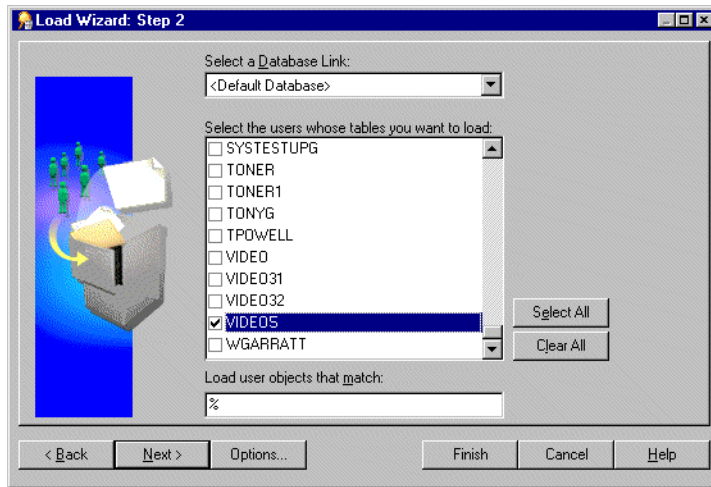 Load Wizard: Step 2
Select a Database Link:
<Default Database>
Select the users whose tables you want to load:
SYSTESTUPG
TONER
TONER1
TONYG
TPOWELL
VIDEO
VIDEO31
VIDEO32
VIDEO5
WGARRATT
Select All
Clear All
Load user objects that match:
%
< Back
Next >
Options...
Finish
Cancel
Help